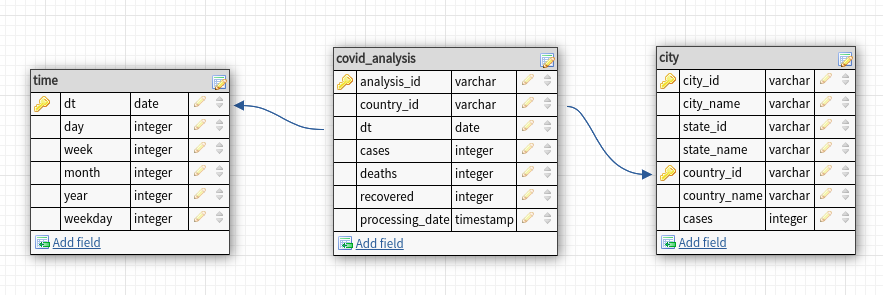 time
dt date
day integer
week integer
month integer
year integer
weekday integer
Add field
covid_analysis
analysis_id varchar
country_id varchar
dt date
cases integer
deaths integer
recovered integer
processing_date timestamp
Add field
city
city_id varchar
city_name varchar
state_id varchar
state_name varchar
country_id varchar
country_name varchar
cases integer
Add field